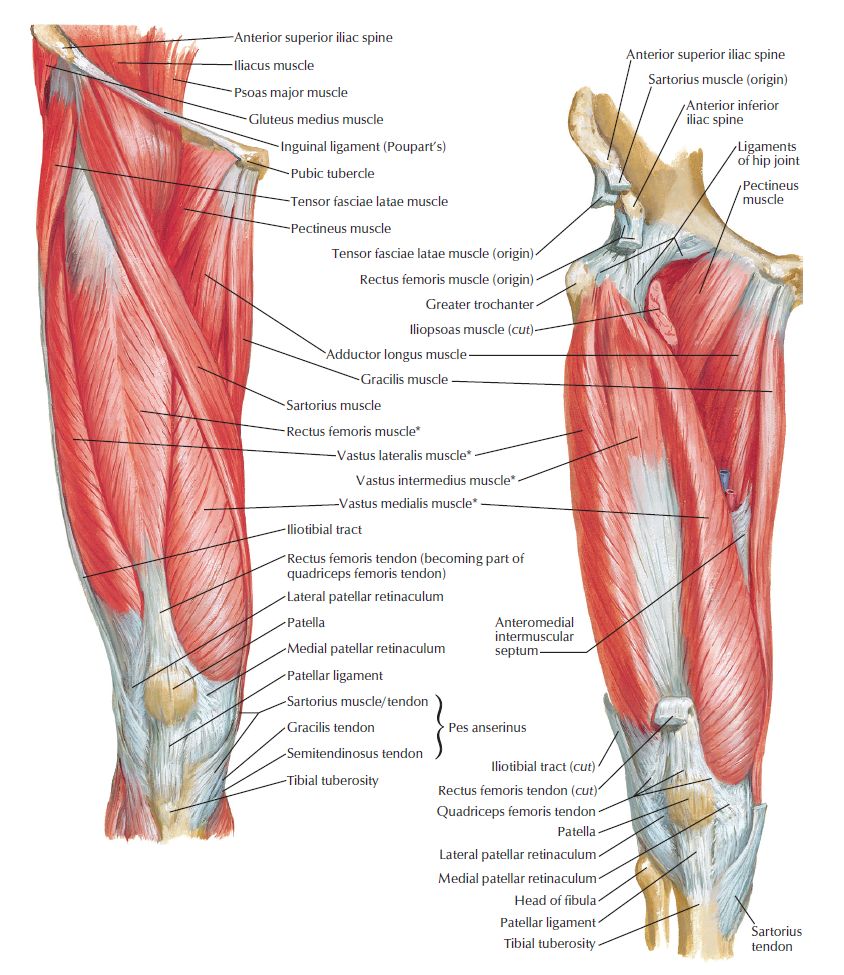 Anterior superior iliac spine
Iliacus muscle
Psoas major muscle
Gluteus medius muscle
Inguinal ligament (Poupart's)
Pubic tubercle
Tensor fasciae latae muscle
Pectineus muscle
Anterior superior iliac spine
Sartorius muscle (origin)
Anterior inferior
iliac spine
Ligaments
of hip joint
Pectineus
muscle
Tensor fasciae latae muscle (origin)
Rectus femoris muscle (origin)
Greater trochanter
Iliopsoas muscle (cut)
Adductor longus muscle
Gracilis muscle
Sartorius muscle
Rectus femoris muscle*
Vastus lateralis muscle*
Vastus intermedius muscle*
Vastus medialis muscle*
Iliotibial tract
Rectus femoris tendon (becoming part of
quadriceps femoris tendon)
Lateral patellar retinaculum
Patella
Medial patellar retinaculum
Patellar ligament
Sartorius muscle/tendon
Gracilis tendon
Semitendinosus tendon
Pes anserinus
Tibial tuberosity
Anteromedial
intermuscular
septum
Iliotibial tract (cut)
Rectus femoris tendon (cut)
Quadriceps femoris tendon
Patella
Lateral patellar retinaculum
Medial patellar retinaculum
Head of fibula
Patellar ligament
Tibial tuberosity
Sartorius
tendon